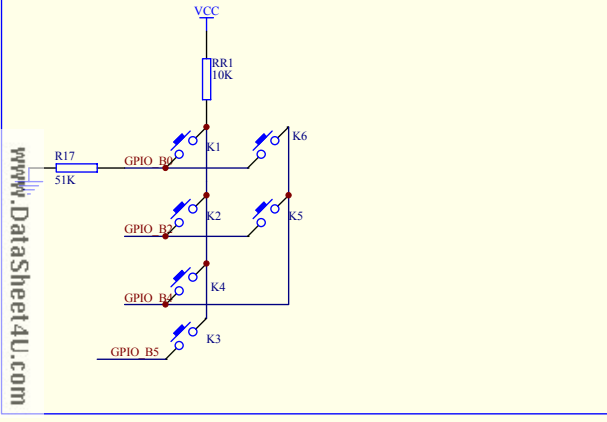 VCC
RR1
10K
K1
K6
R17
GPIO_B0
51K
K2
K5
GPIO_B2
K4
GPIO_B4
K3
GPIO_B5
www.DataSheet4U.com